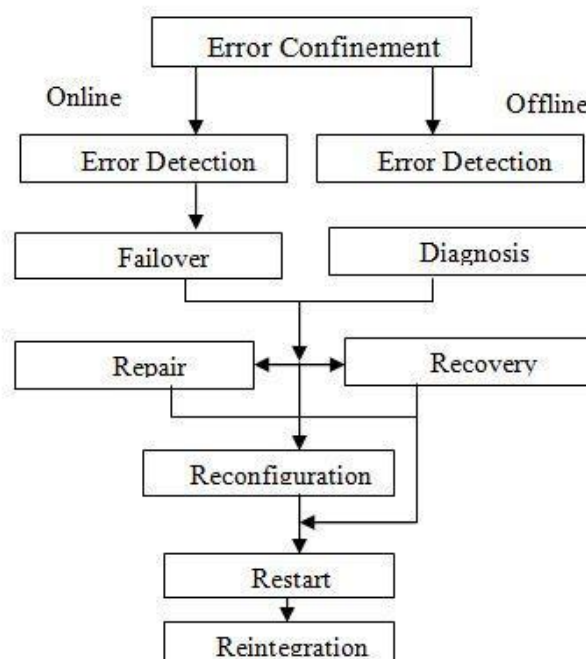 Error Confinement
Online
Offline
Error Detection
Error Detection
Failover
Diagnosis
Repair
Recovery
Reconfiguration
Restart
Reintegration